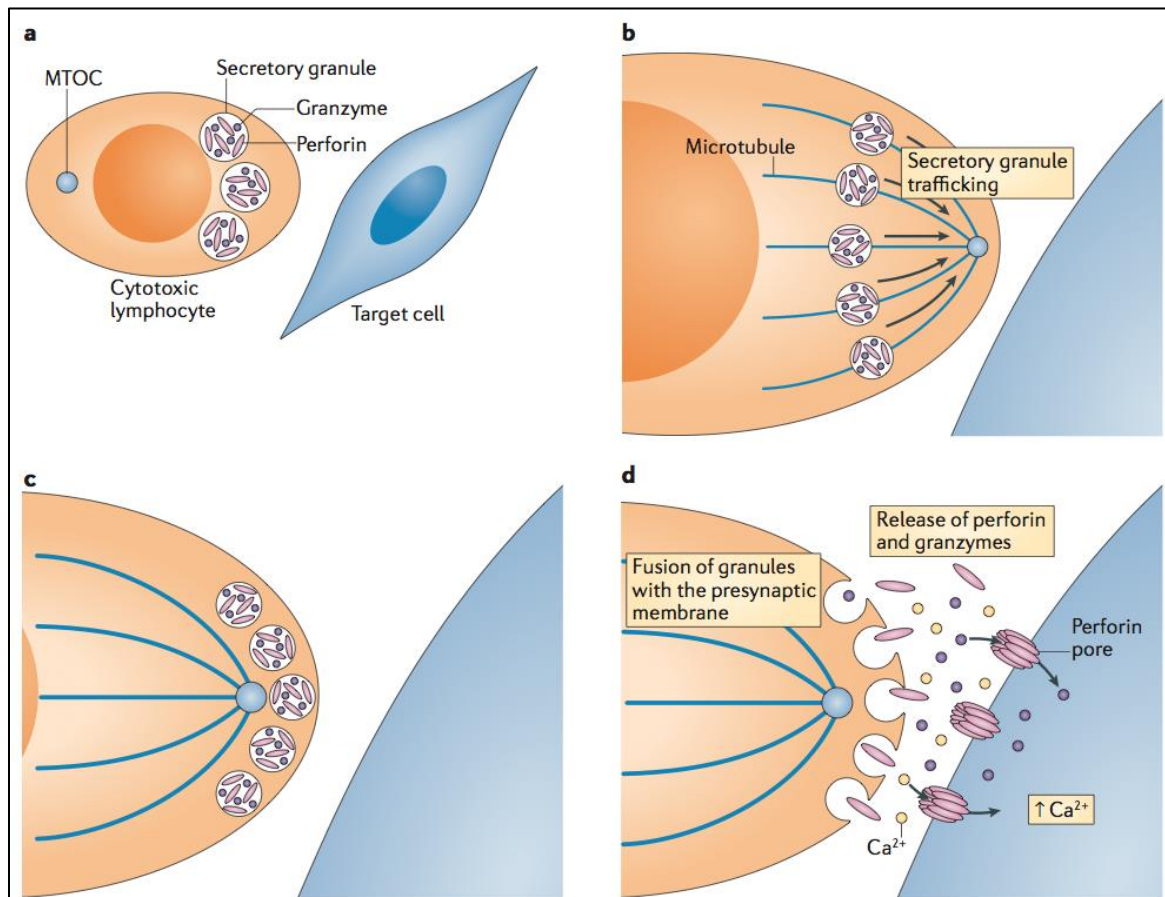 a
MTOC
Secretory granule
Granzyme
Perforin
Cytotoxic
lymphocyte
Target cell
b
Microtubule
Secretory granule
trafficking
c
d
Release of perforin
and granzymes
Fusion of granules
with the presynaptic
membrane
Perforin
pore
Ca²⁺
↑ Ca²⁺